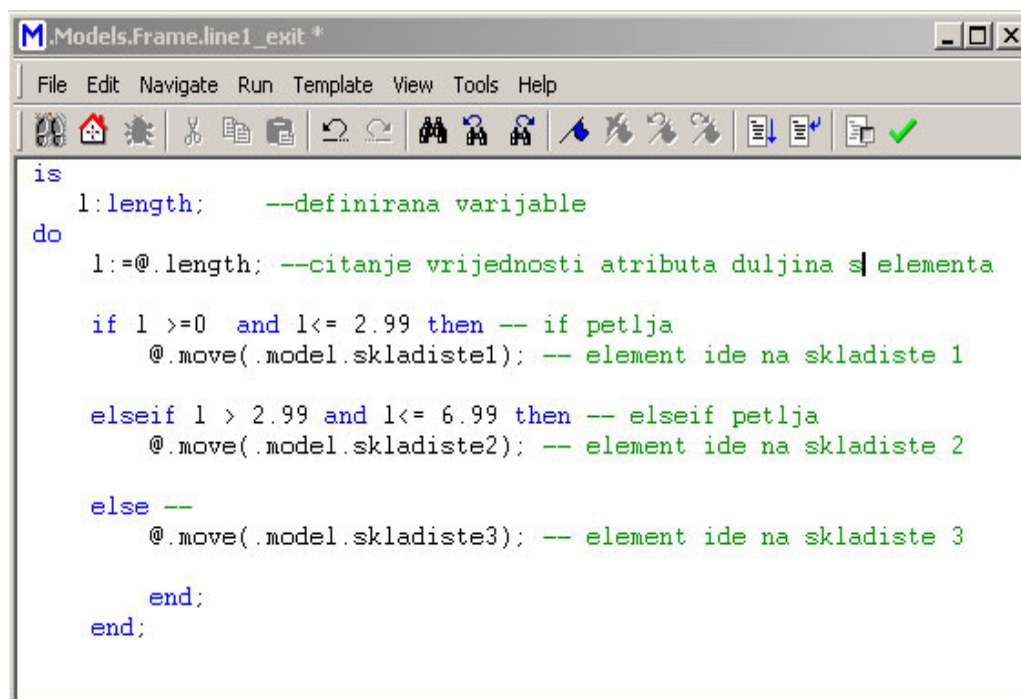 M .Models.Frame.line1_exit *
File Edit Navigate Run Template View Tools Help
is
l:length; --definirana varijable
do
l:=@.length; --citanje vrijednosti atributa duljina s elementa
if l >=0 and l<= 2.99 then -- if petlja
@.move(.model.skladiste1); -- element ide na skladiste 1
elseif l > 2.99 and l<= 6.99 then -- elseif petlja
@.move(.model.skladiste2); -- element ide na skladiste 2
else --
@.move(.model.skladiste3); -- element ide na skladiste 3
end;
end;